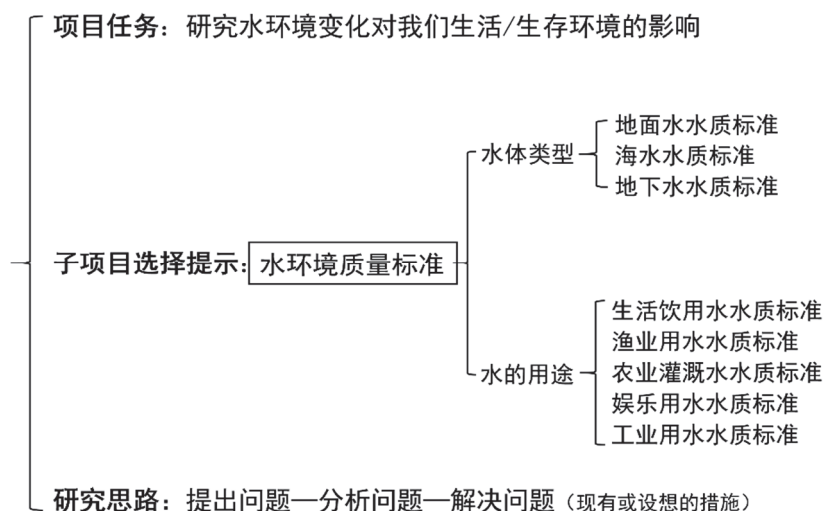 项目任务：研究水环境变化对我们生活/生存环境的影响
地面水水质标准
水体类型
海水水质标准
地下水水质标准
子项目选择提示：水环境质量标准
生活饮用水水质标准
渔业用水水质标准
水的用途
农业灌溉水水质标准
娱乐用水水质标准
工业用水水质标准
研究思路：提出问题—分析问题—解决问题（现有或设想的措施）